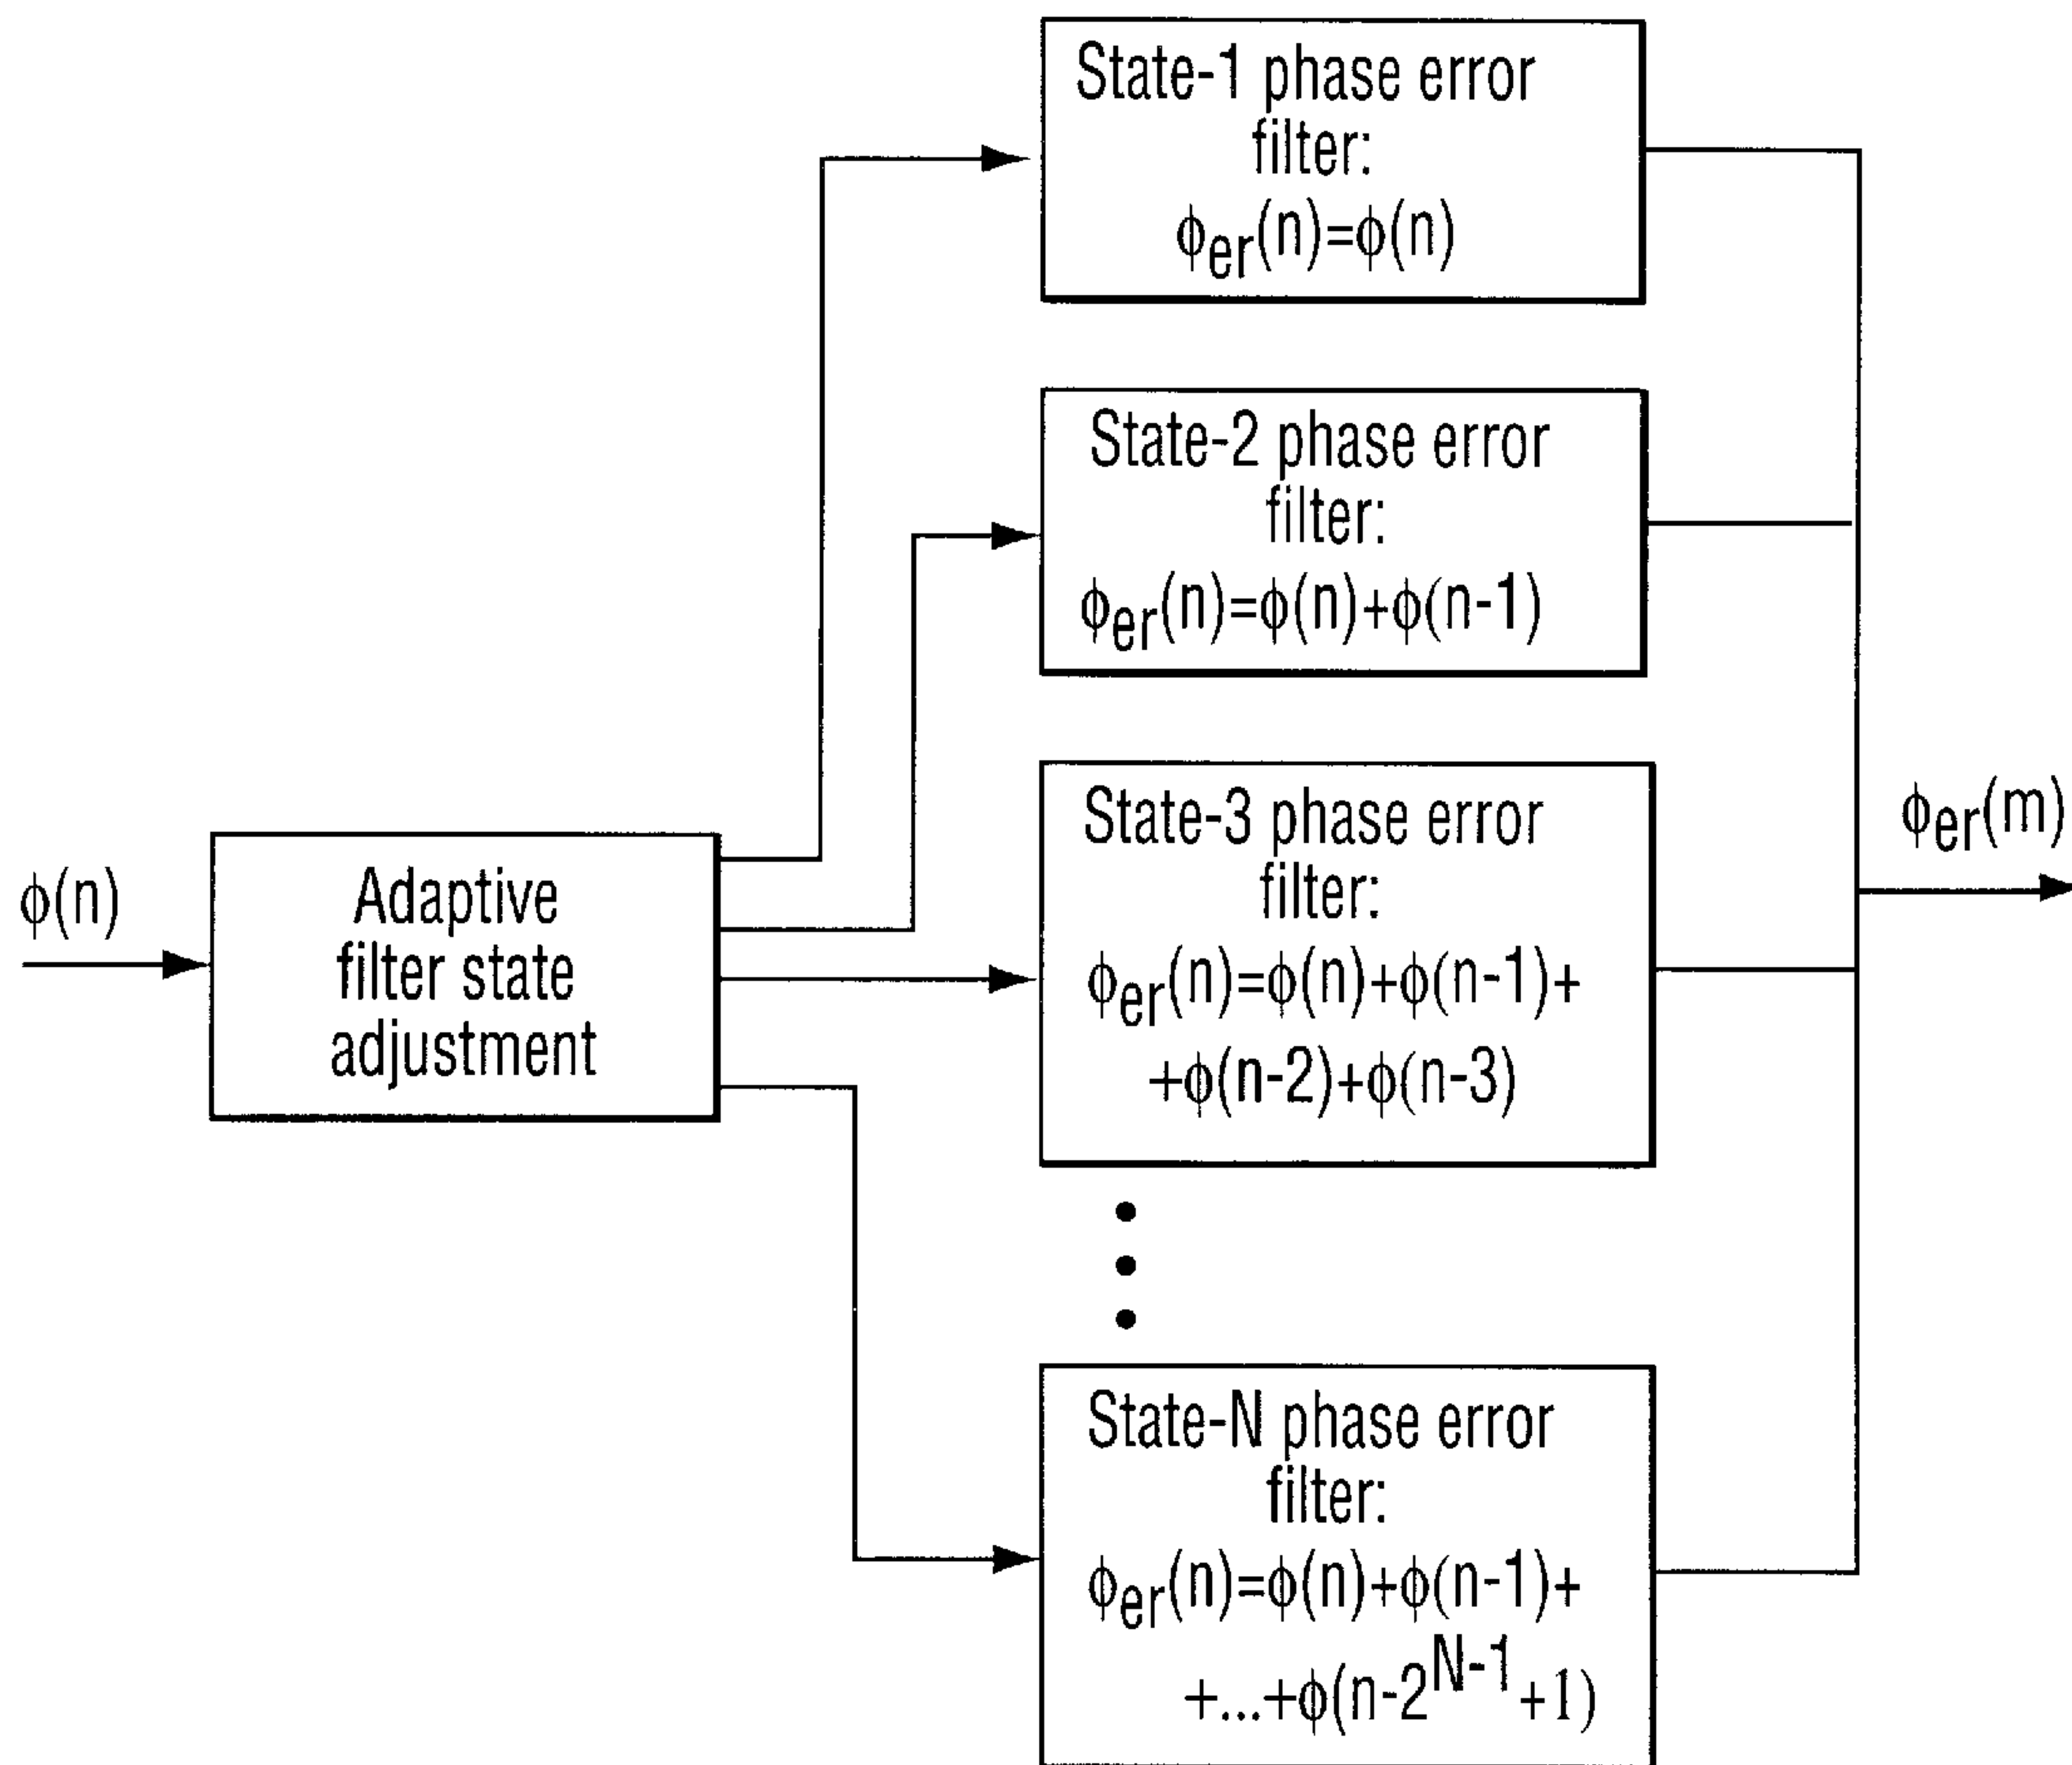 State-1 phase error
filter:
ϕer(n)=ϕ(n)
State-2 phase error
filter:
ϕer(n)=ϕ(n)+ϕ(n-1)
State-3 phase error
filter:
ϕer(n)=ϕ(n)+ϕ(n-1)+
+ϕ(n-2)+ϕ(n-3)
ϕer(m)
ϕ(n)
Adaptive
filter state
adjustment
State-N phase error
filter:
ϕer(n)=ϕ(n)+ϕ(n-1)+
+...+ϕ(n-2^N-1+1)